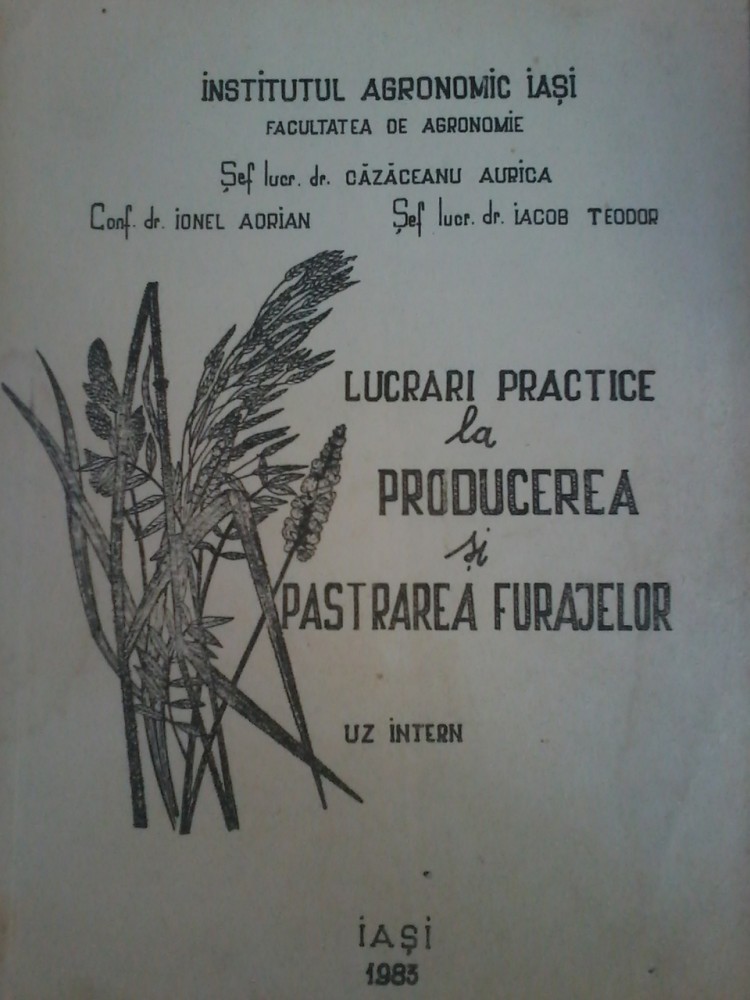 INSTITUTUL AGRONOMIC IAȘI
FACULTATEA DE AGRONOMIE
Șef lucr. dr. CĂZĂCEANU AURICA
Conf. dr. IONEL ADRIAN Șef lucr. dr. IACOB TEODOR
LUCRARI PRACTICE
la
PRODUCEREA
și
PASTRAREA FURAJELOR
UZ INTERN
IAȘI
1983